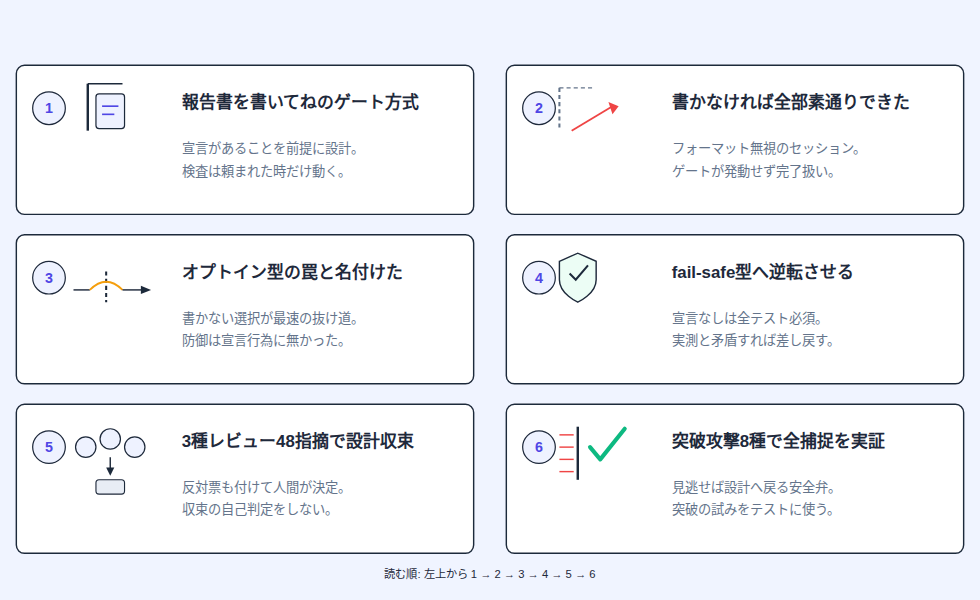 1
報告書を書いてねのゲート方式
宣言があることを前提に設計。
検査は頼まれた時だけ動く。
2
書かなければ全部素通りできた
フォーマット無視のセッション。
ゲートが発動せず完了扱い。
3
オプトイン型の罠と名付けた
書かない選択が最速の抜け道。
防御は宣言行為に無かった。
4
fail-safe型へ逆転させる
宣言なしは全テスト必須。
実測と矛盾すれば差し戻す。
5
3種レビュー48指摘で設計収束
反対票も付けて人間が決定。
収束の自己判定をしない。
6
突破攻撃8種で全捕捉を実証
見逃せば設計へ戻る安全弁。
突破の試みをテストに使う。
読む順: 左上から 1 → 2 → 3 → 4 → 5 → 6